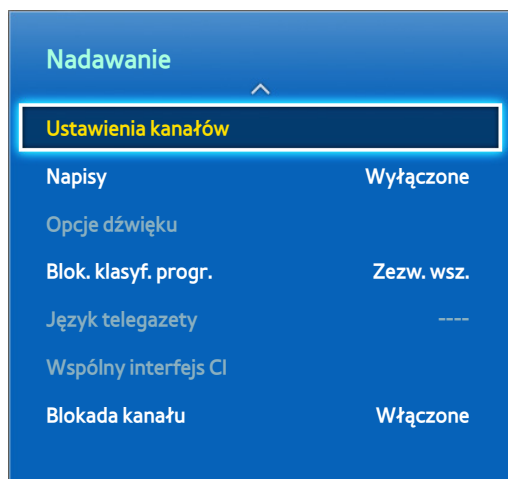 Nadawanie
Ustawienia kanałów
Napisy Wyłączone
Opcje dźwięku
Blok. klasyf. progr. Zezw. wsz.
Język telegazety ----
Wspólny interfejs CI
Blokada kanału Włączone